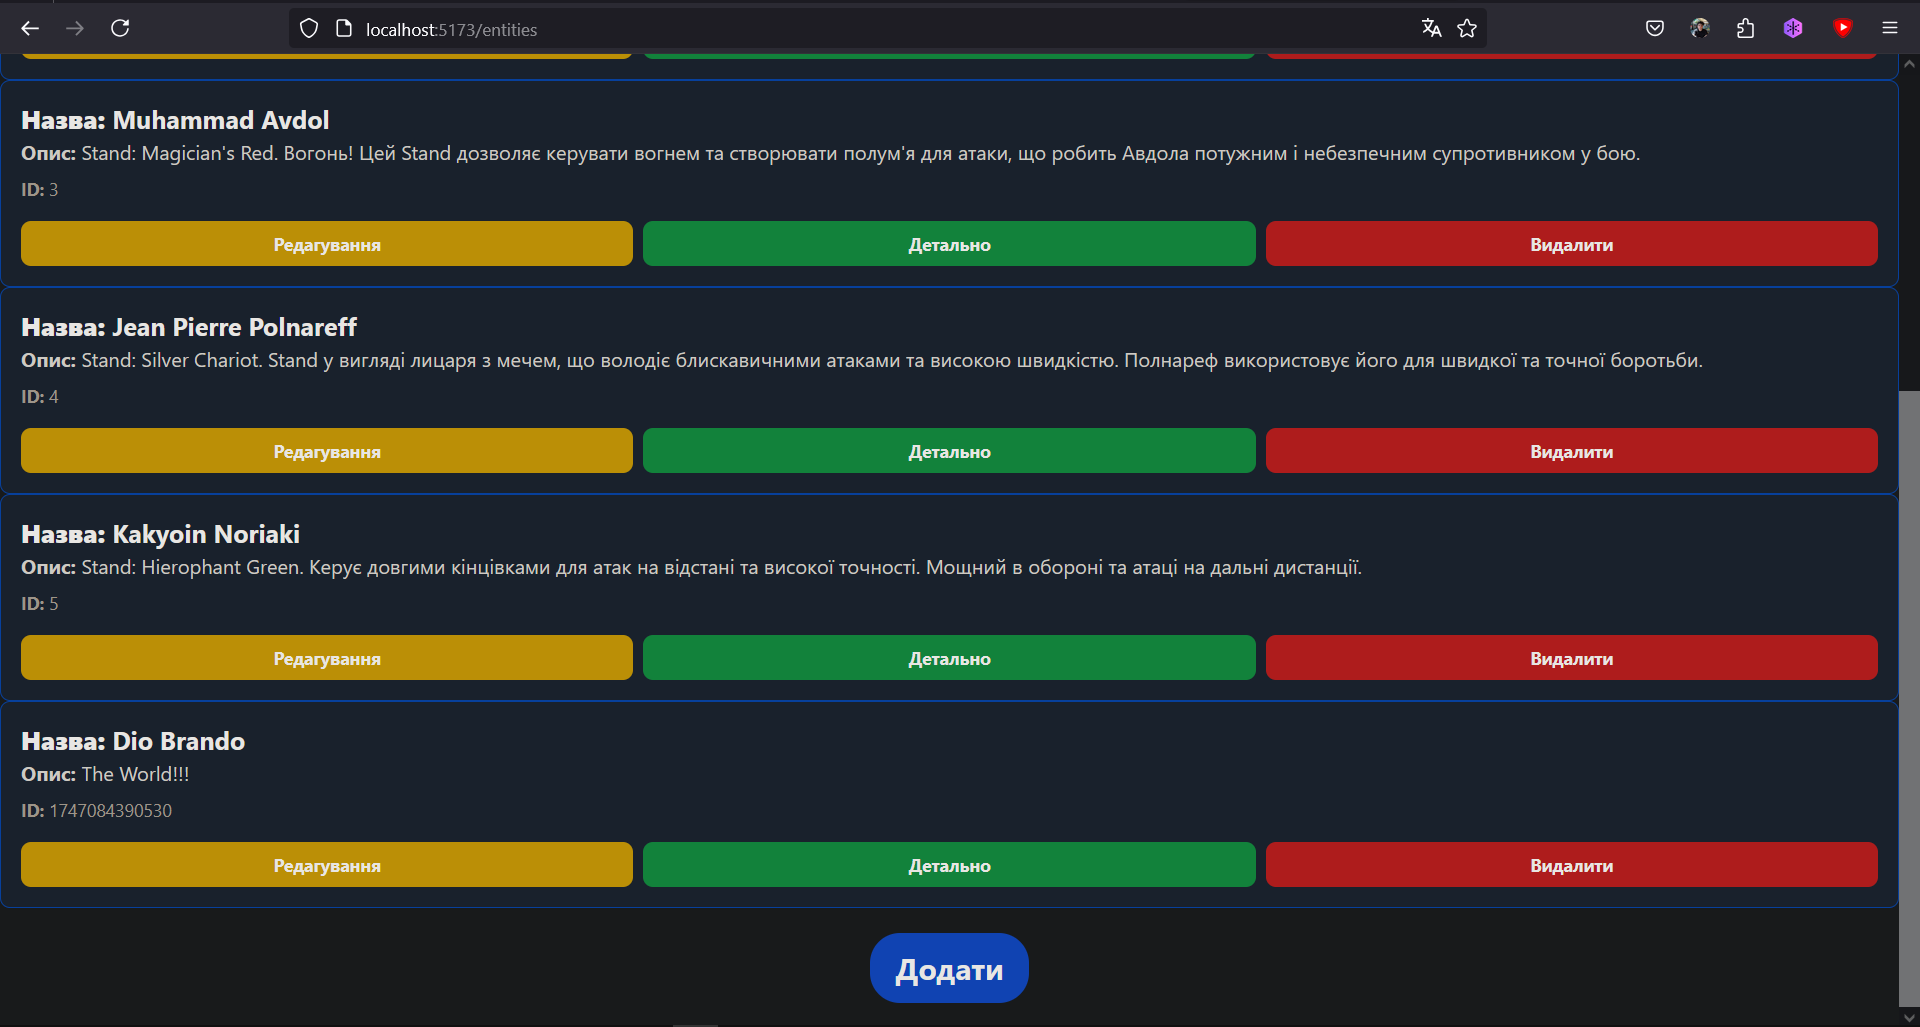 localhost:5173/entities
Назва: Muhammad Avdol
Опис: Stand: Magician's Red. Вогонь! Цей Stand дозволяє керувати вогнем та створювати полум'я для атаки, що робить Авдола потужним і небезпечним супротивником у бою.
ID: 3
Редагування Детально Видалити
Назва: Jean Pierre Polnareff
Опис: Stand: Silver Chariot. Stand у вигляді лицаря з мечем, що володіє блискавичними атаками та високою швидкістю. Полнареф використовує його для швидкої та точної боротьби.
ID: 4
Редагування Детально Видалити
Назва: Kakyoin Noriaki
Опис: Stand: Hierophant Green. Керує довгими кінцівками для атак на відстані та високої точності. Мощний в обороні та атаці на дальні дистанції.
ID: 5
Редагування Детально Видалити
Назва: Dio Brando
Опис: The World!!!
ID: 1747084390530
Редагування Детально Видалити
Додати